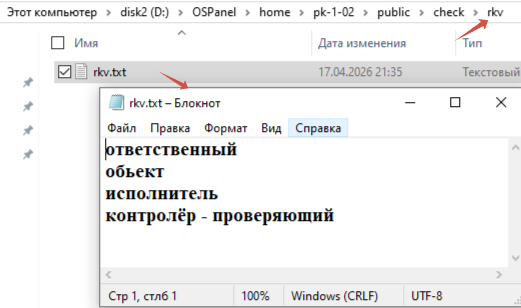 Этот компьютер > disk2 (D:) > OSPanel > home > pk-1-02 > public > check > rkv
Имя Дата изменения Тип
rkv.txt 17.04.2026 21:35 Текстовый
rkv.txt – Блокнот
Файл Правка Формат Вид Справка
ответственный
обьект
исполнитель
контролёр - проверяющий
Стр 1, стлб 1 100% Windows (CRLF) UTF-8